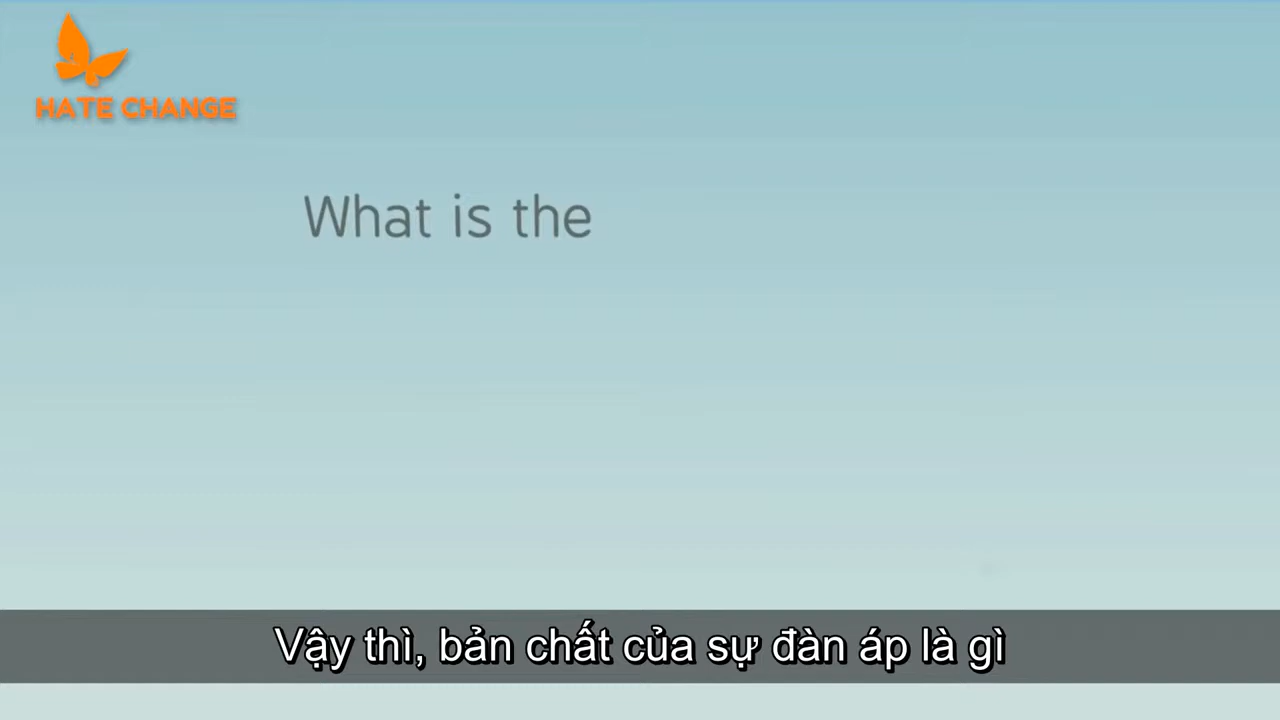 HATE CHANGE
What is the
Vậy thì, bản chất của sự đàn áp là gì